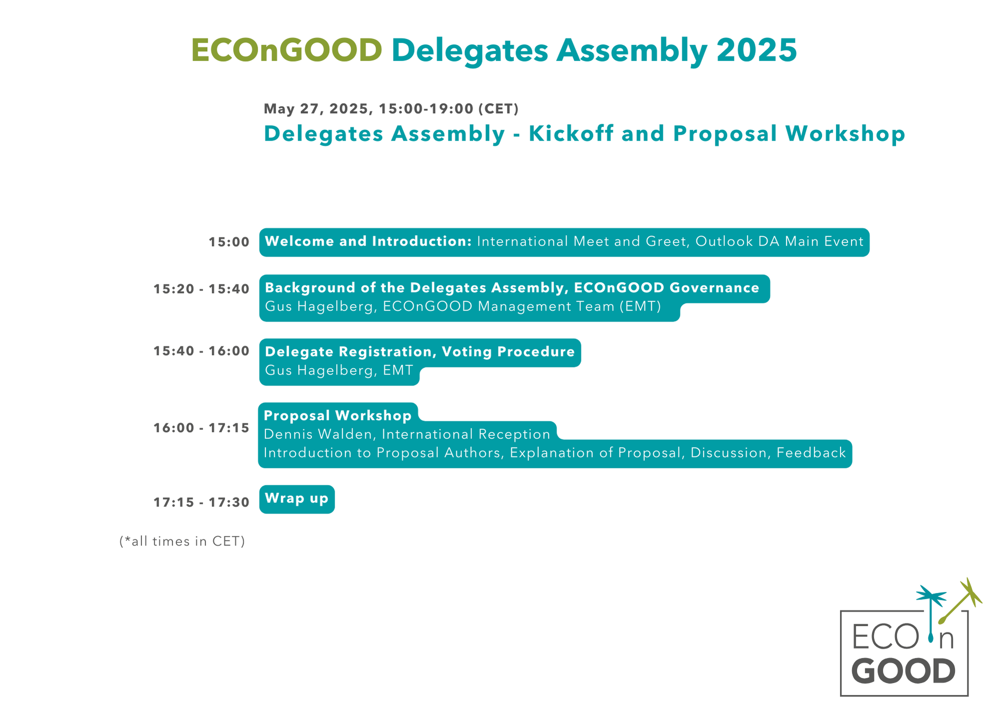 ECOnGOOD Delegates Assembly 2025
May 27, 2025, 15:00-19:00 (CET)
Delegates Assembly - Kickoff and Proposal Workshop
15:00
Welcome and Introduction: International Meet and Greet, Outlook DA Main Event
15:20 - 15:40
Background of the Delegates Assembly, ECOnGOOD Governance
Gus Hagelberg, ECOnGOOD Management Team (EMT)
15:40 - 16:00
Delegate Registration, Voting Procedure
Gus Hagelberg, EMT
16:00 - 17:15
Proposal Workshop
Dennis Walden, International Reception
Introduction to Proposal Authors, Explanation of Proposal, Discussion, Feedback
17:15 - 17:30
Wrap up
(*all times in CET)
ECOn
GOOD